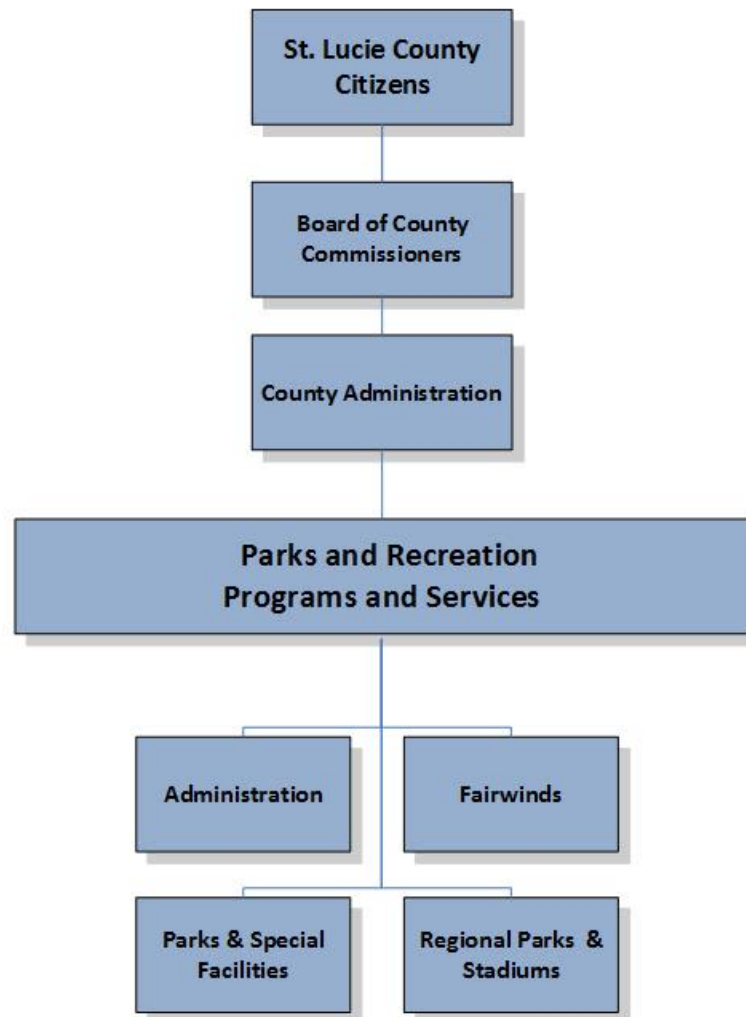 St. Lucie County
Citizens
Board of County
Commissioners
County Administration
Parks and Recreation
Programs and Services
Administration
Fairwinds
Parks & Special
Facilities
Regional Parks &
Stadiums